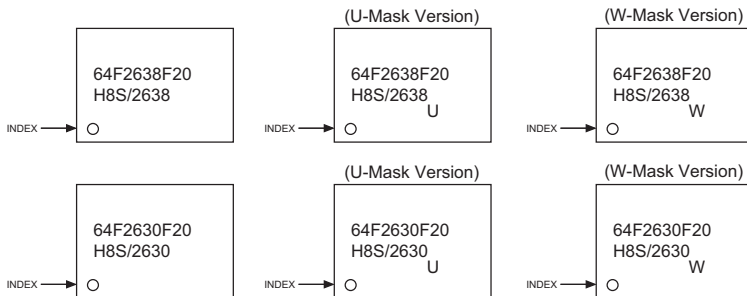 (U-Mask Version) (W-Mask Version)
64F2638F20 64F2638F20 64F2638F20
H8S/2638 H8S/2638 H8S/2638
U W
INDEX INDEX INDEX
(U-Mask Version) (W-Mask Version)
64F2630F20 64F2630F20 64F2630F20
H8S/2630 H8S/2630 H8S/2630
U W
INDEX INDEX INDEX